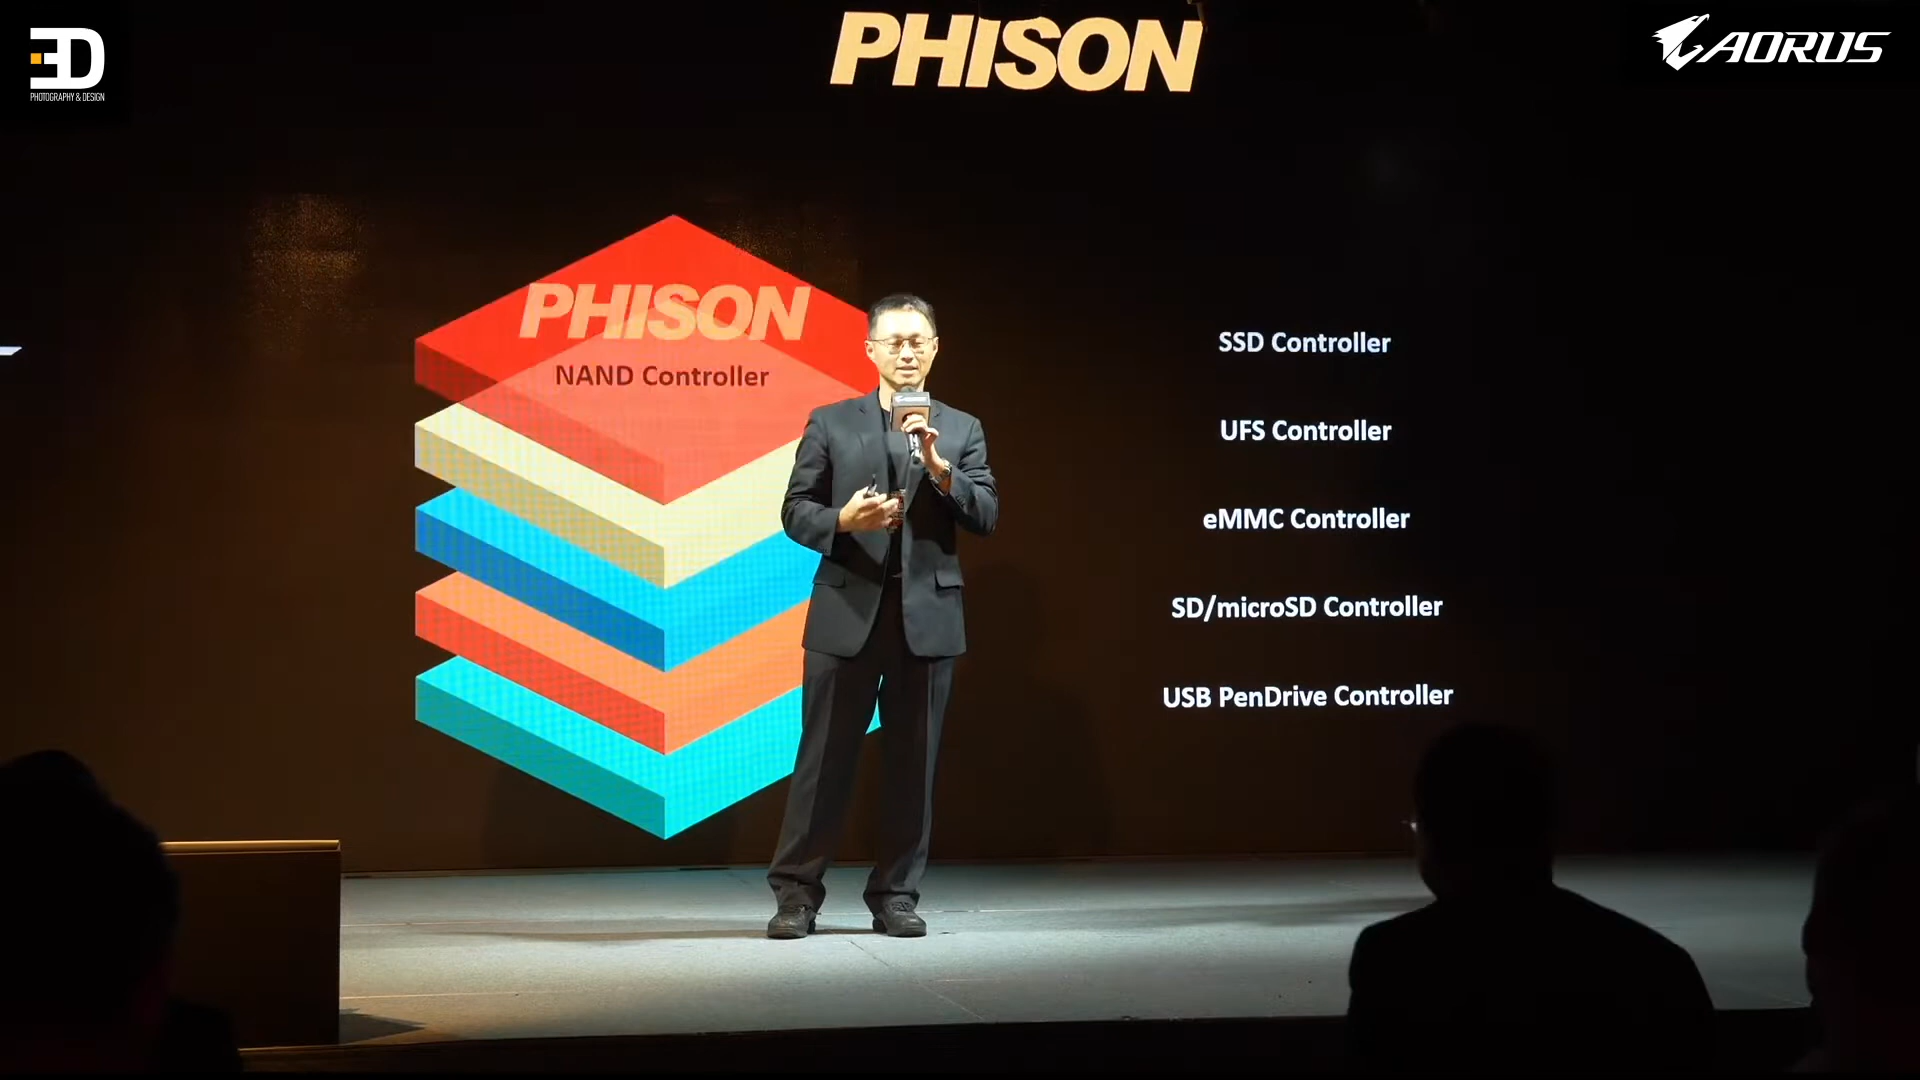 3D
PHOTOGRAPHY & DESIGN
PHISON
AORUS
PHISON
NAND Controller
SSD Controller
UFS Controller
eMMC Controller
SD/microSD Controller
USB PenDrive Controller